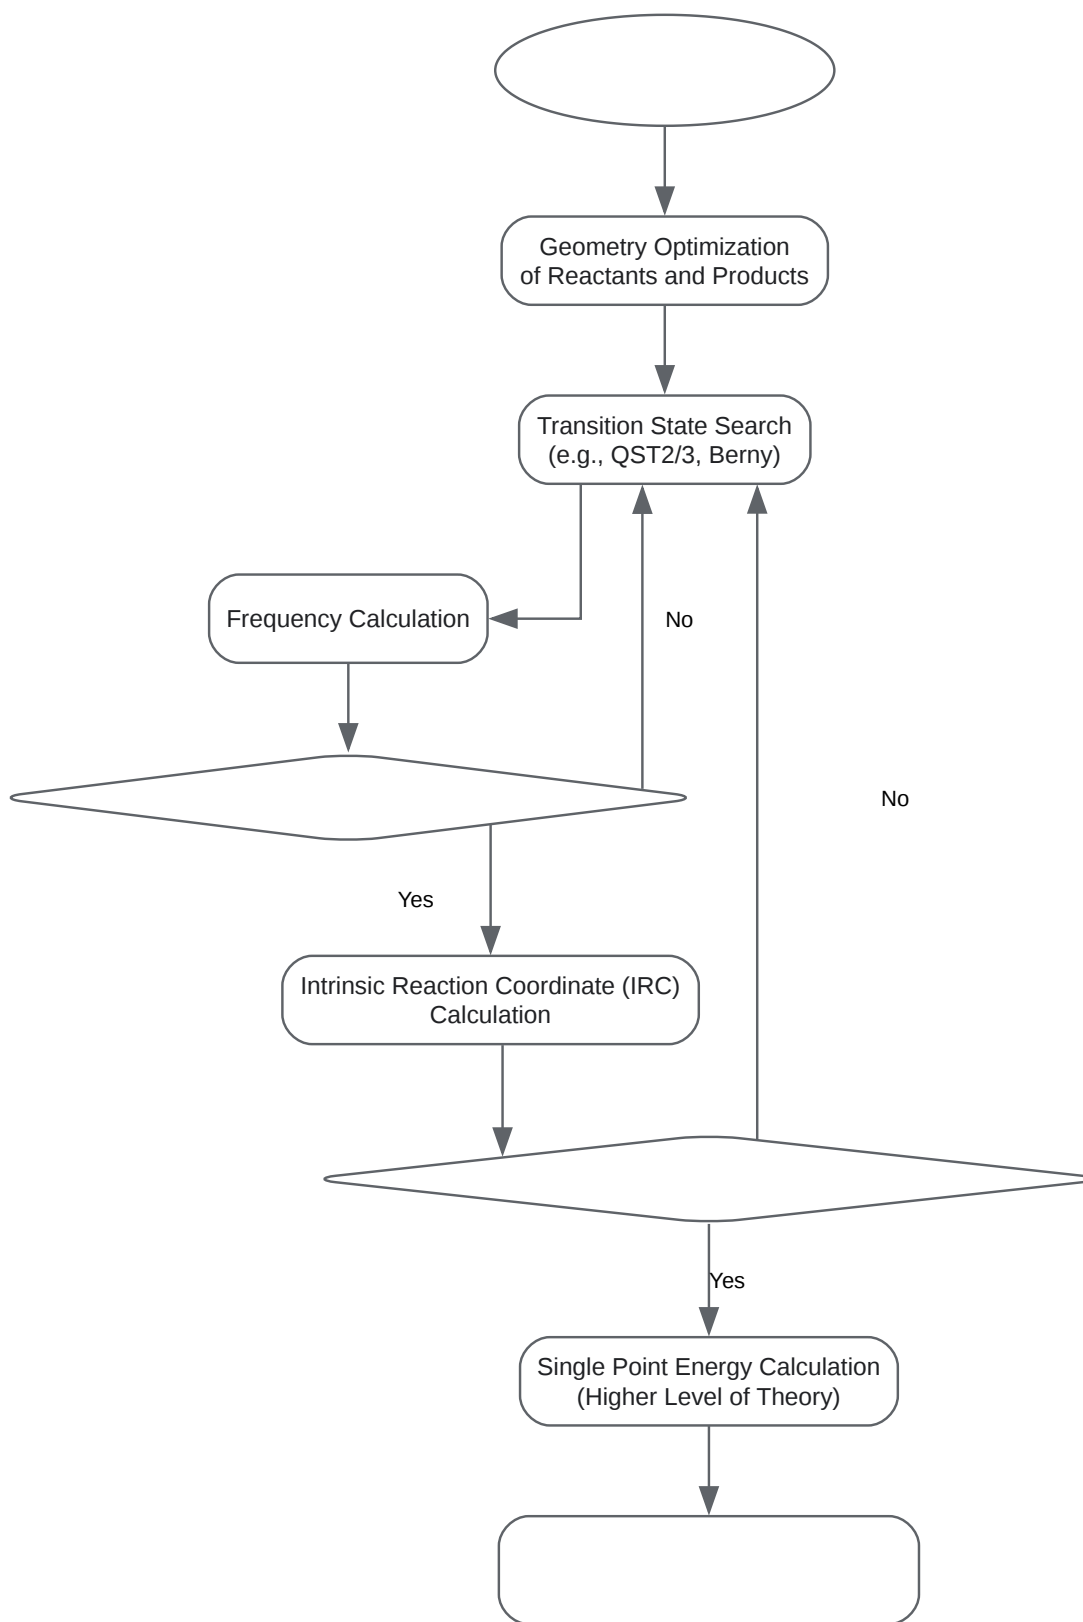 Geometry Optimization
of Reactants and Products
Transition State Search
(e.g., QST2/3, Berny)
Frequency Calculation
No
No
Yes
Intrinsic Reaction Coordinate (IRC)
Calculation
Yes
Single Point Energy Calculation
(Higher Level of Theory)